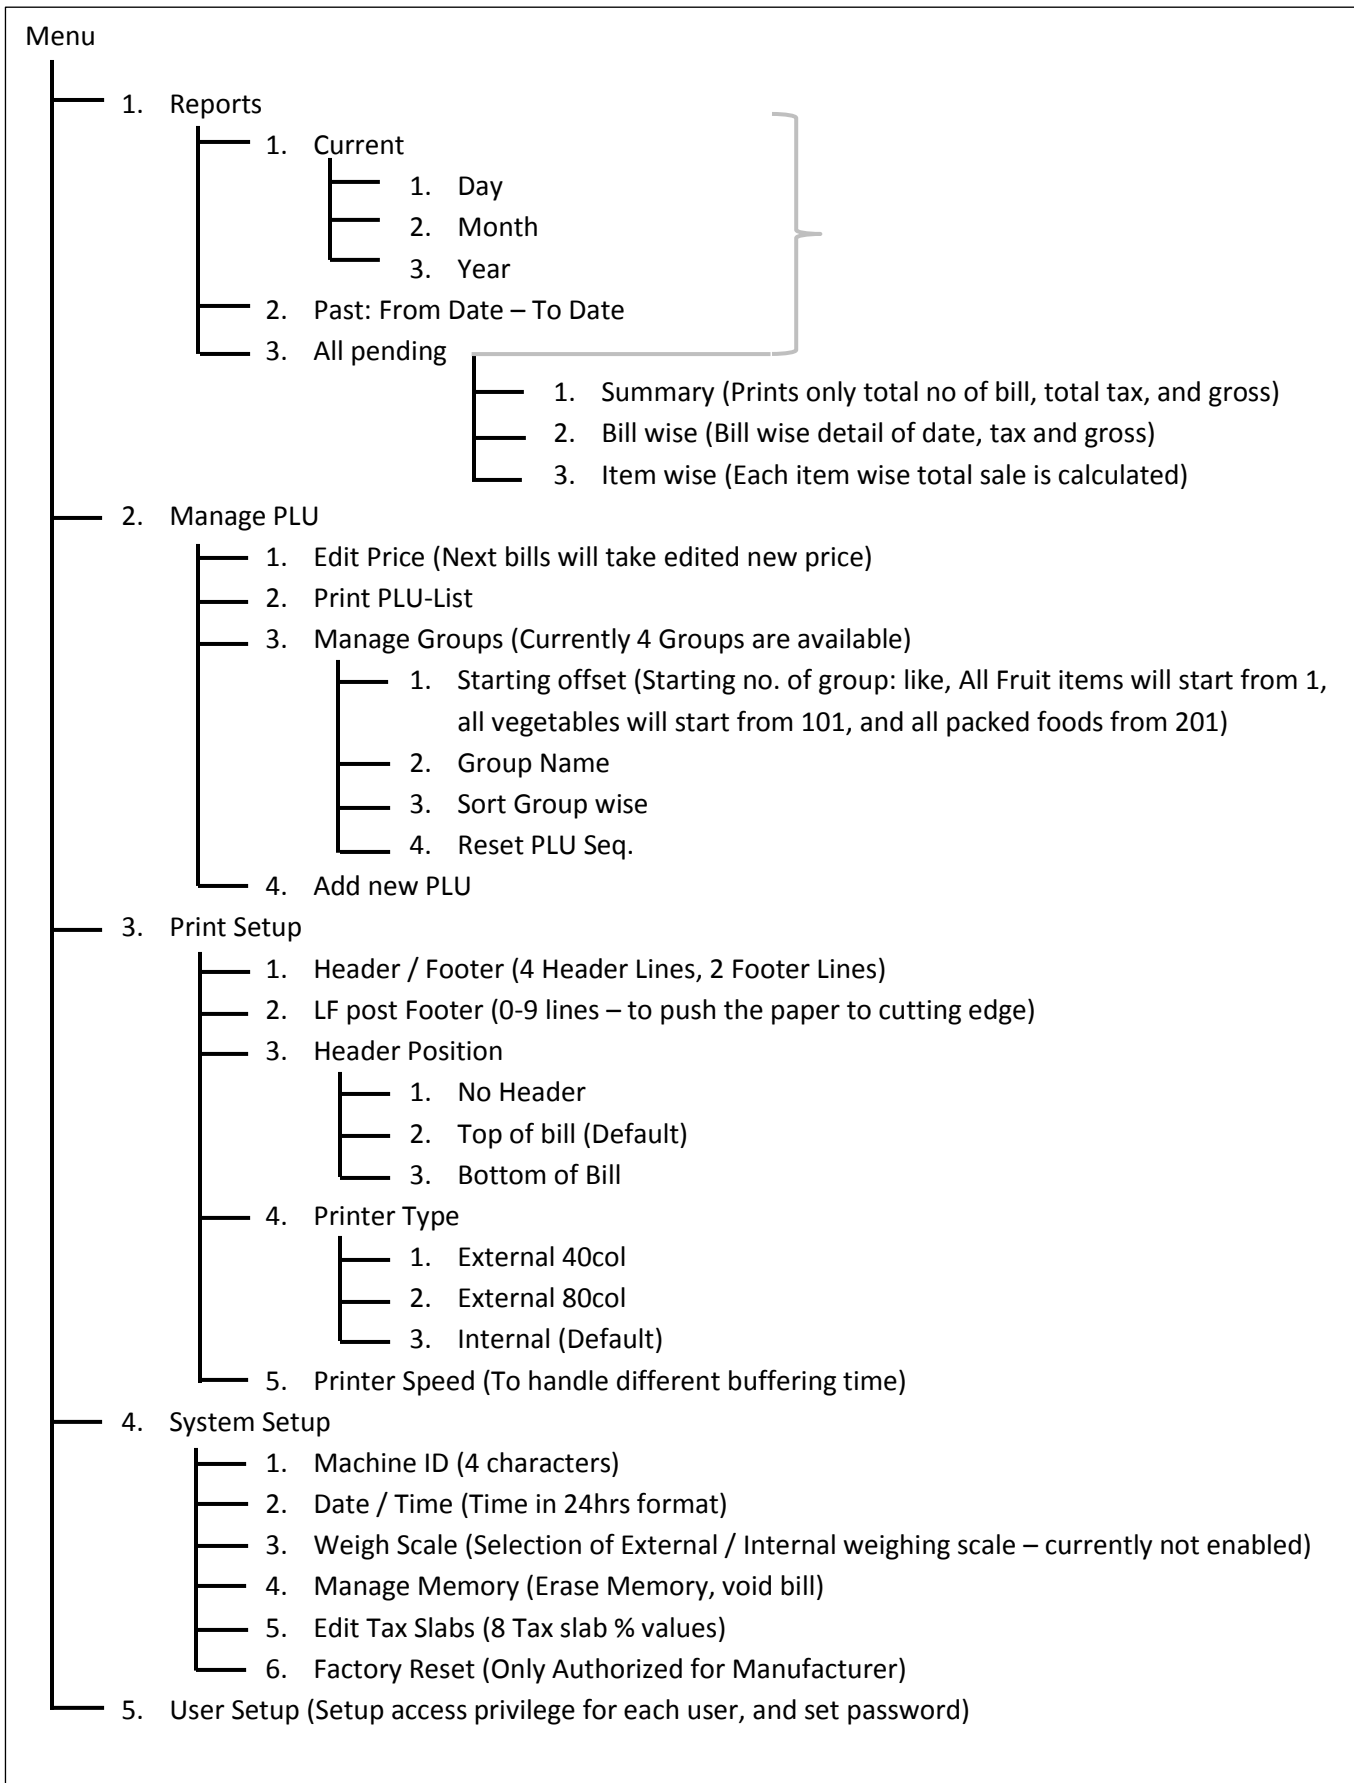 Menu
1. Reports
1. Current
1. Day
2. Month
3. Year
2. Past: From Date – To Date
3. All pending
1. Summary (Prints only total no of bill, total tax, and gross)
2. Bill wise (Bill wise detail of date, tax and gross)
3. Item wise (Each item wise total sale is calculated)
2. Manage PLU
1. Edit Price (Next bills will take edited new price)
2. Print PLU-List
3. Manage Groups (Currently 4 Groups are available)
1. Starting offset (Starting no. of group: like, All Fruit items will start from 1,
all vegetables will start from 101, and all packed foods from 201)
2. Group Name
3. Sort Group wise
4. Reset PLU Seq.
4. Add new PLU
3. Print Setup
1. Header / Footer (4 Header Lines, 2 Footer Lines)
2. LF post Footer (0-9 lines – to push the paper to cutting edge)
3. Header Position
1. No Header
2. Top of bill (Default)
3. Bottom of Bill
4. Printer Type
1. External 40col
2. External 80col
3. Internal (Default)
5. Printer Speed (To handle different buffering time)
4. System Setup
1. Machine ID (4 characters)
2. Date / Time (Time in 24hrs format)
3. Weigh Scale (Selection of External / Internal weighing scale – currently not enabled)
4. Manage Memory (Erase Memory, void bill)
5. Edit Tax Slabs (8 Tax slab % values)
6. Factory Reset (Only Authorized for Manufacturer)
5. User Setup (Setup access privilege for each user, and set password)